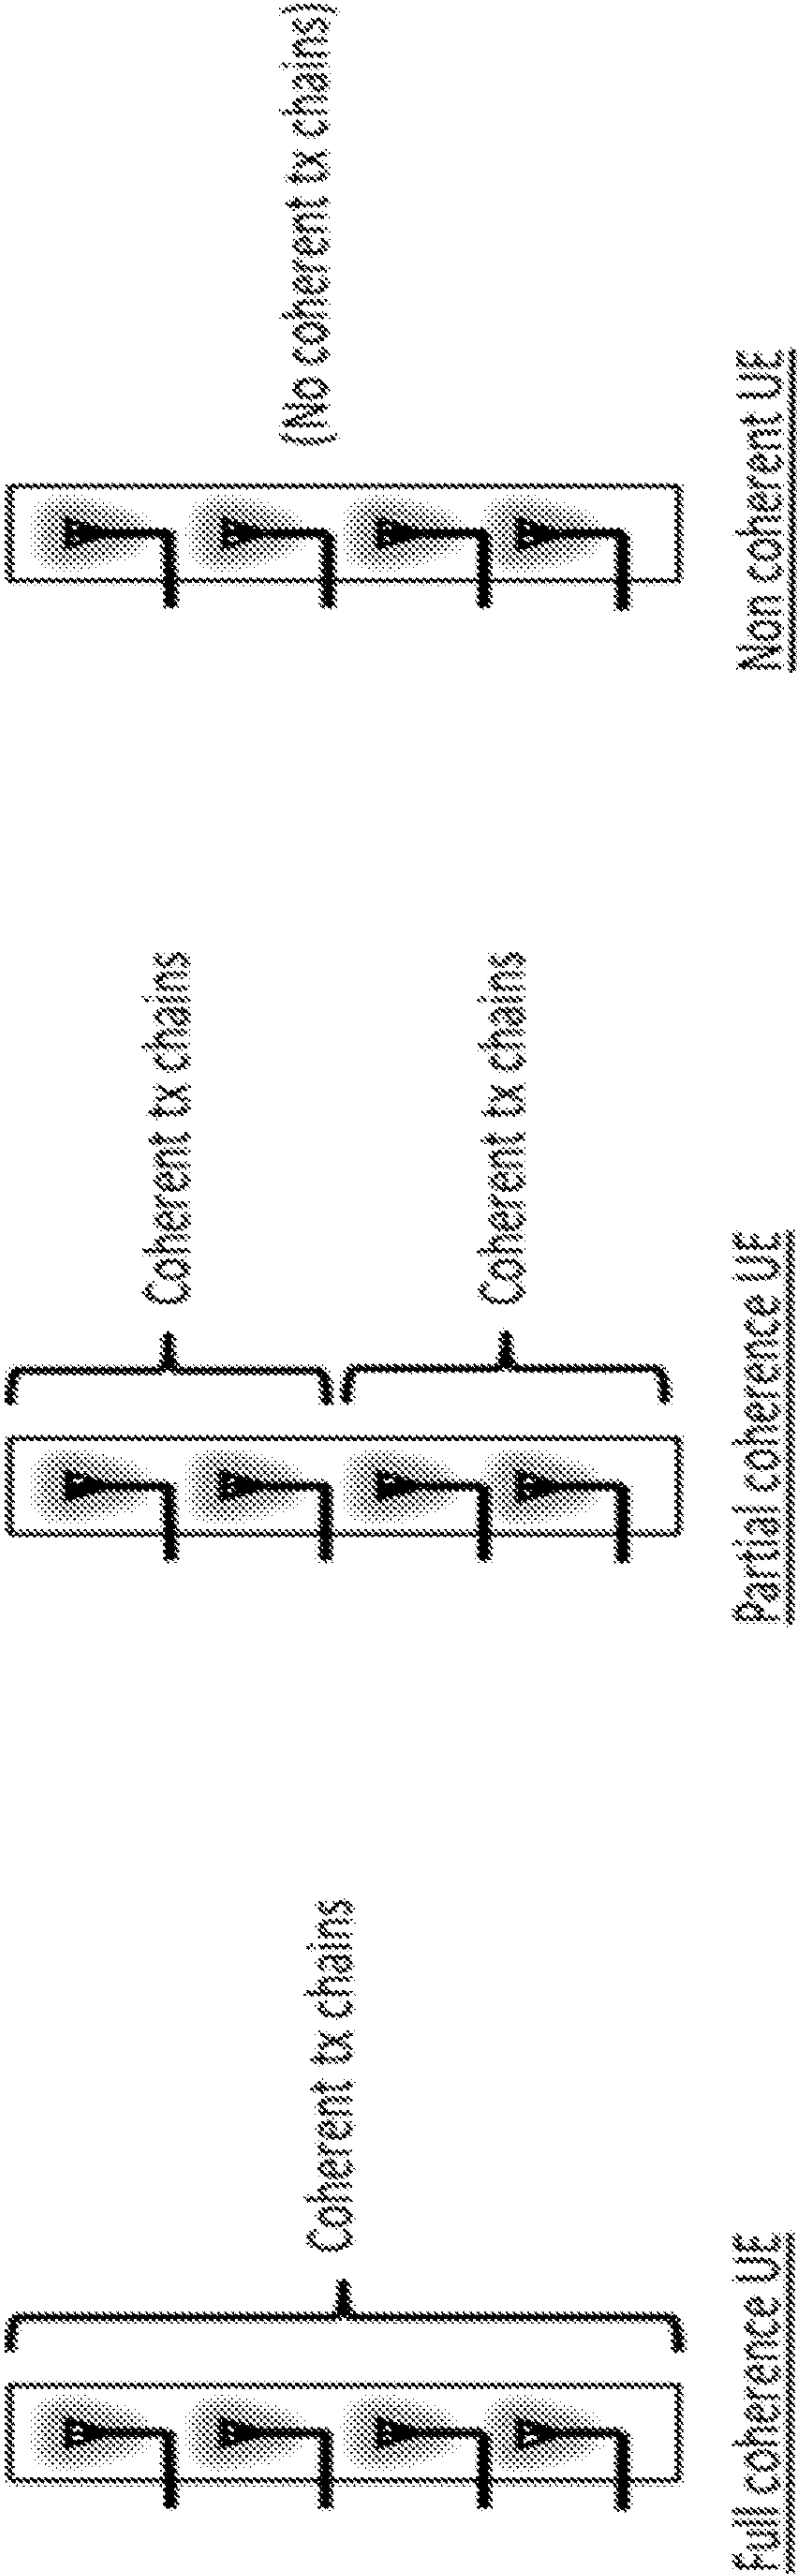 Coherent tx chains
Full coherence UE
Coherent tx chains
Coherent tx chains
Partial coherence UE
(No coherent tx chains)
Non coherent UE